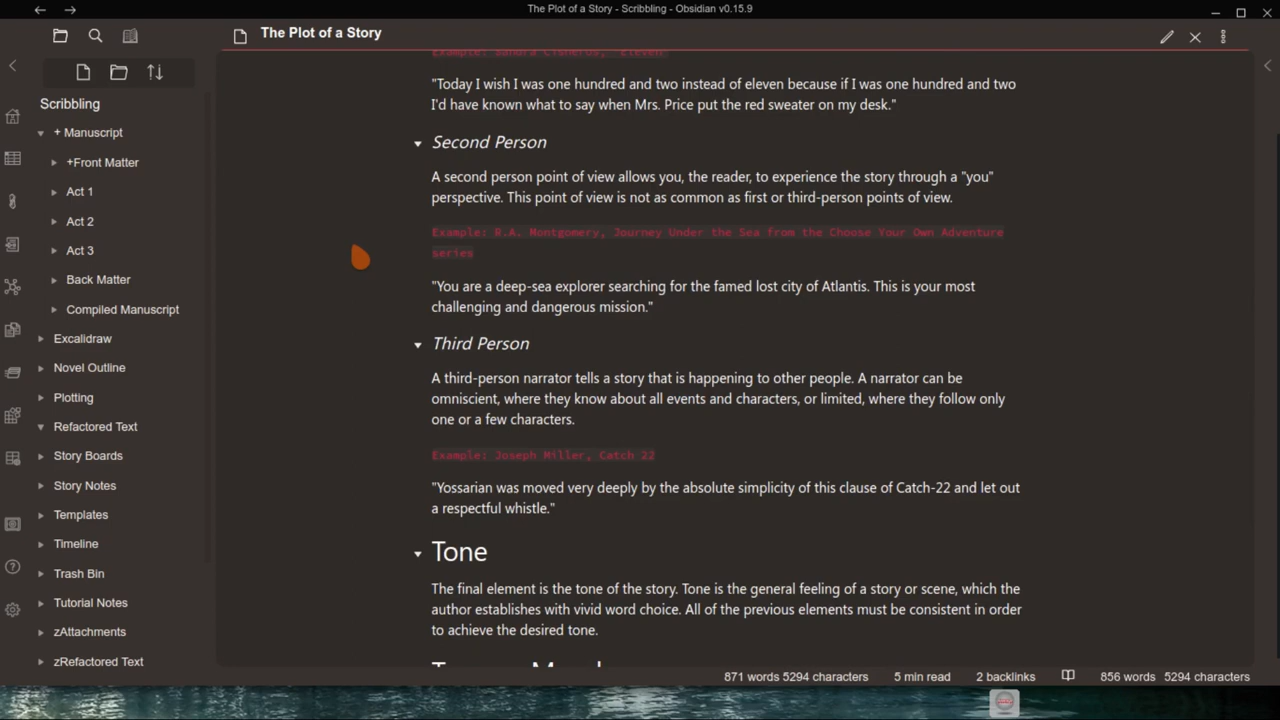 The Plot of a Story - Scribbling - Obsidian v0.15.9
The Plot of a Story
Scribbling
+ Manuscript
+Front Matter
Act 1
Act 2
Act 3
Back Matter
Compiled Manuscript
Excalidraw
Novel Outline
Plotting
Refactored Text
Story Boards
Story Notes
Templates
Timeline
Trash Bin
Tutorial Notes
zAttachments
zRefactored Text
Example: Sandra Cisneros, "Eleven"
"Today I wish I was one hundred and two instead of eleven because if I was one hundred and two
I'd have known what to say when Mrs. Price put the red sweater on my desk."
Second Person
A second person point of view allows you, the reader, to experience the story through a "you"
perspective. This point of view is not as common as first or third-person points of view.
Example: R.A. Montgomery, Journey Under the Sea from the Choose Your Own Adventure
series
"You are a deep-sea explorer searching for the famed lost city of Atlantis. This is your most
challenging and dangerous mission."
Third Person
A third-person narrator tells a story that is happening to other people. A narrator can be
omniscient, where they know about all events and characters, or limited, where they follow only
one or a few characters.
Example: Joseph Miller, Catch 22
"Yossarian was moved very deeply by the absolute simplicity of this clause of Catch-22 and let out
a respectful whistle."
Tone
The final element is the tone of the story. Tone is the general feeling of a story or scene, which the
author establishes with vivid word choice. All of the previous elements must be consistent in order
to achieve the desired tone.
871 words 5294 characters
5 min read
2 backlinks
856 words
5294 characters